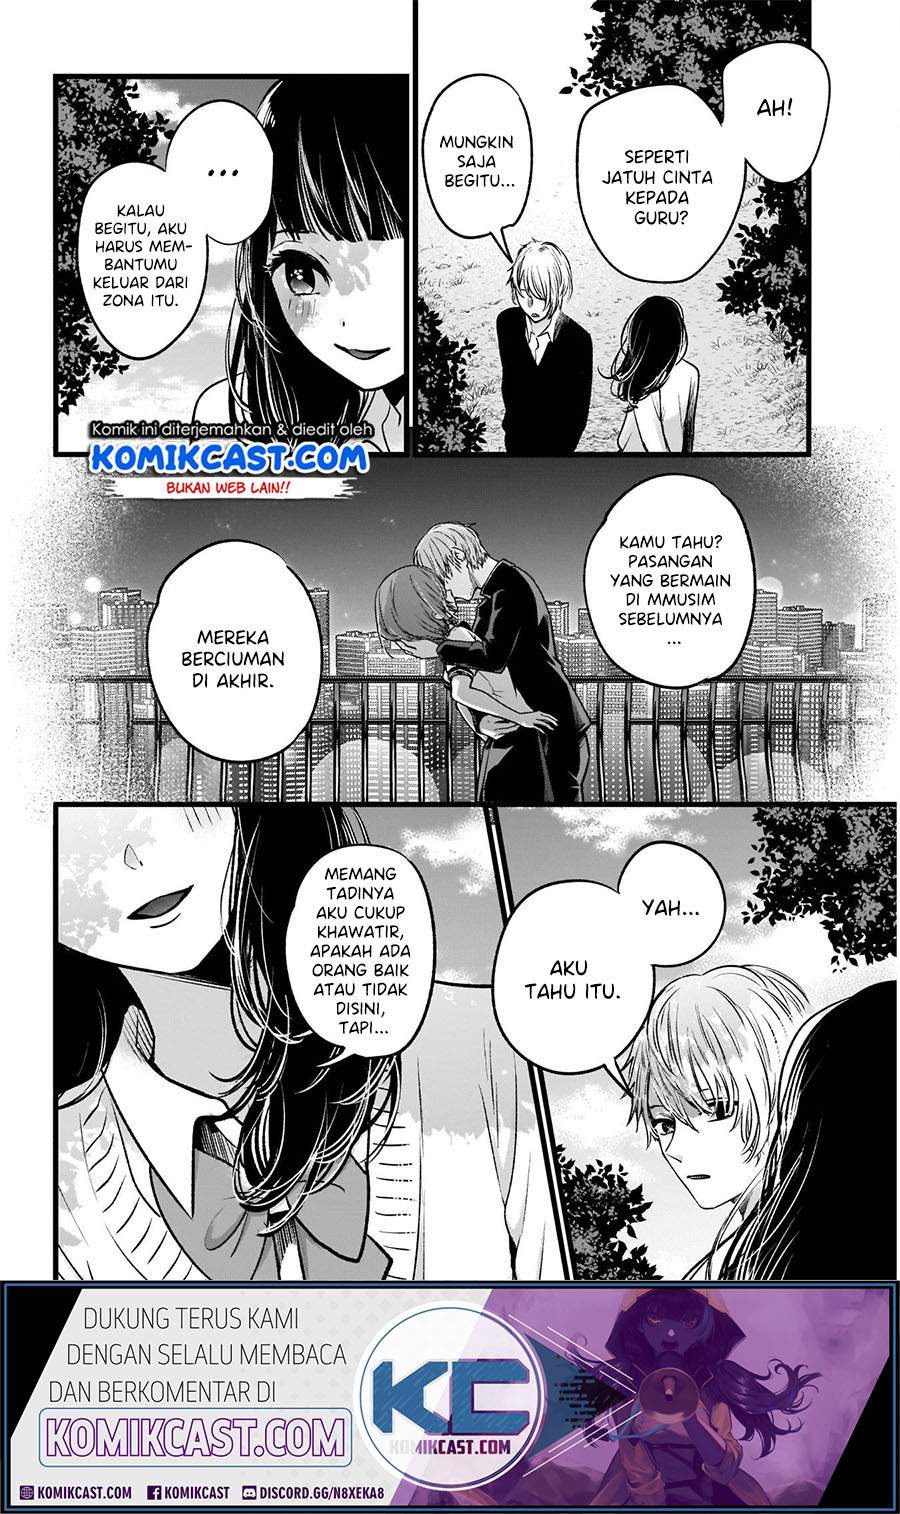 AH!
SEPERTI
JATUH CINTA
KEPADA
GURU?
MUNGKIN
SAJA
BEGITU...
...
KALAU
BEGITU, AKU
HARUS MEM-
BANTUMU
KELUAR DARI
ZONA ITU.
Komik ini diterjemahkan & diedit oleh
KOMIKCAST.COM
BUKAN WEB LAIN!!
KAMU TAHU?
PASANGAN
YANG BERMAIN
DI MMUSIM
SEBELUMNYA
...
MEREKA
BERCIUMAN
DI AKHIR.
YAH...
AKU
TAHU ITU.
MEMANG
TADINYA
AKU CUKUP
KHAWATIR,
APAKAH ADA
ORANG BAIK
ATAU TIDAK
DISINI,
TAPI...
DUKUNG TERUS KAMI
DENGAN SELALU MEMBACA
DAN BERKOMENTAR DI
KOMIKCAST.COM
KC
KOMIKCAST.COM
KOMIKCAST.COM KOMIKCAST DISCORD.GG/N8XEKA8